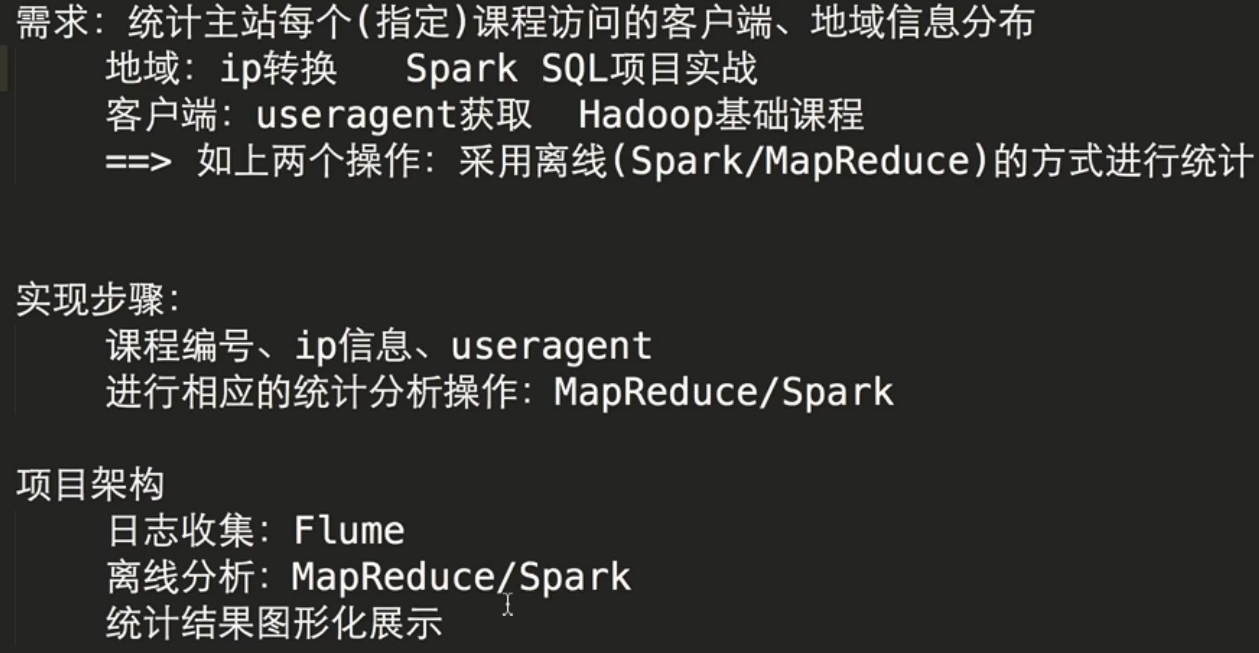 需求：统计主站每个(指定)课程访问的客户端、地域信息分布
地域：ip转换 Spark SQL项目实战
客户端：useragent获取 Hadoop基础课程
==> 如上两个操作：采用离线(Spark/MapReduce)的方式进行统计
实现步骤：
课程编号、ip信息、useragent
进行相应的统计分析操作：MapReduce/Spark
项目架构
日志收集：Flume
离线分析：MapReduce/Spark
统计结果图形化展示